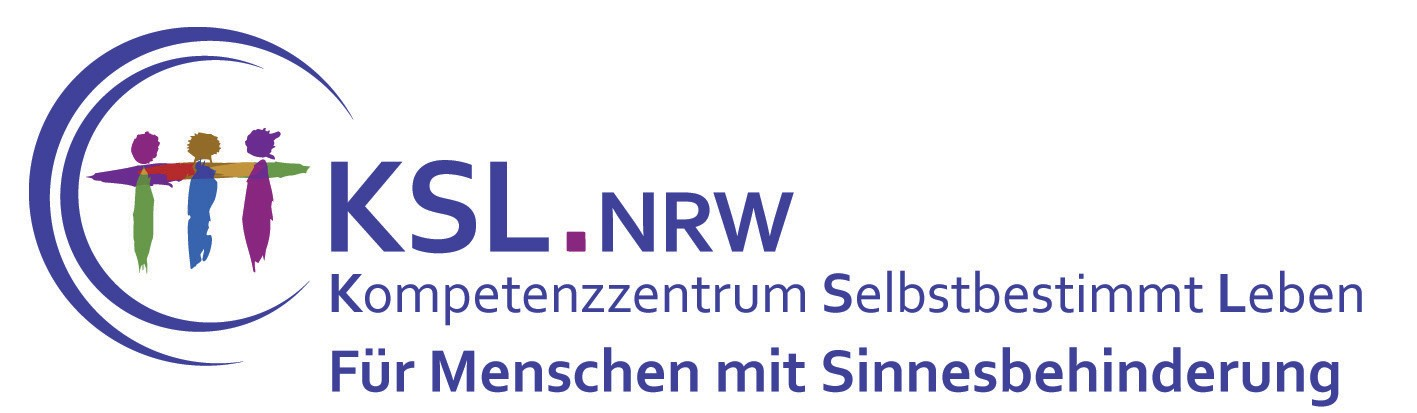 KSL.NRW
Kompetenzzentrum Selbstbestimmt Leben
Für Menschen mit Sinnesbehinderung